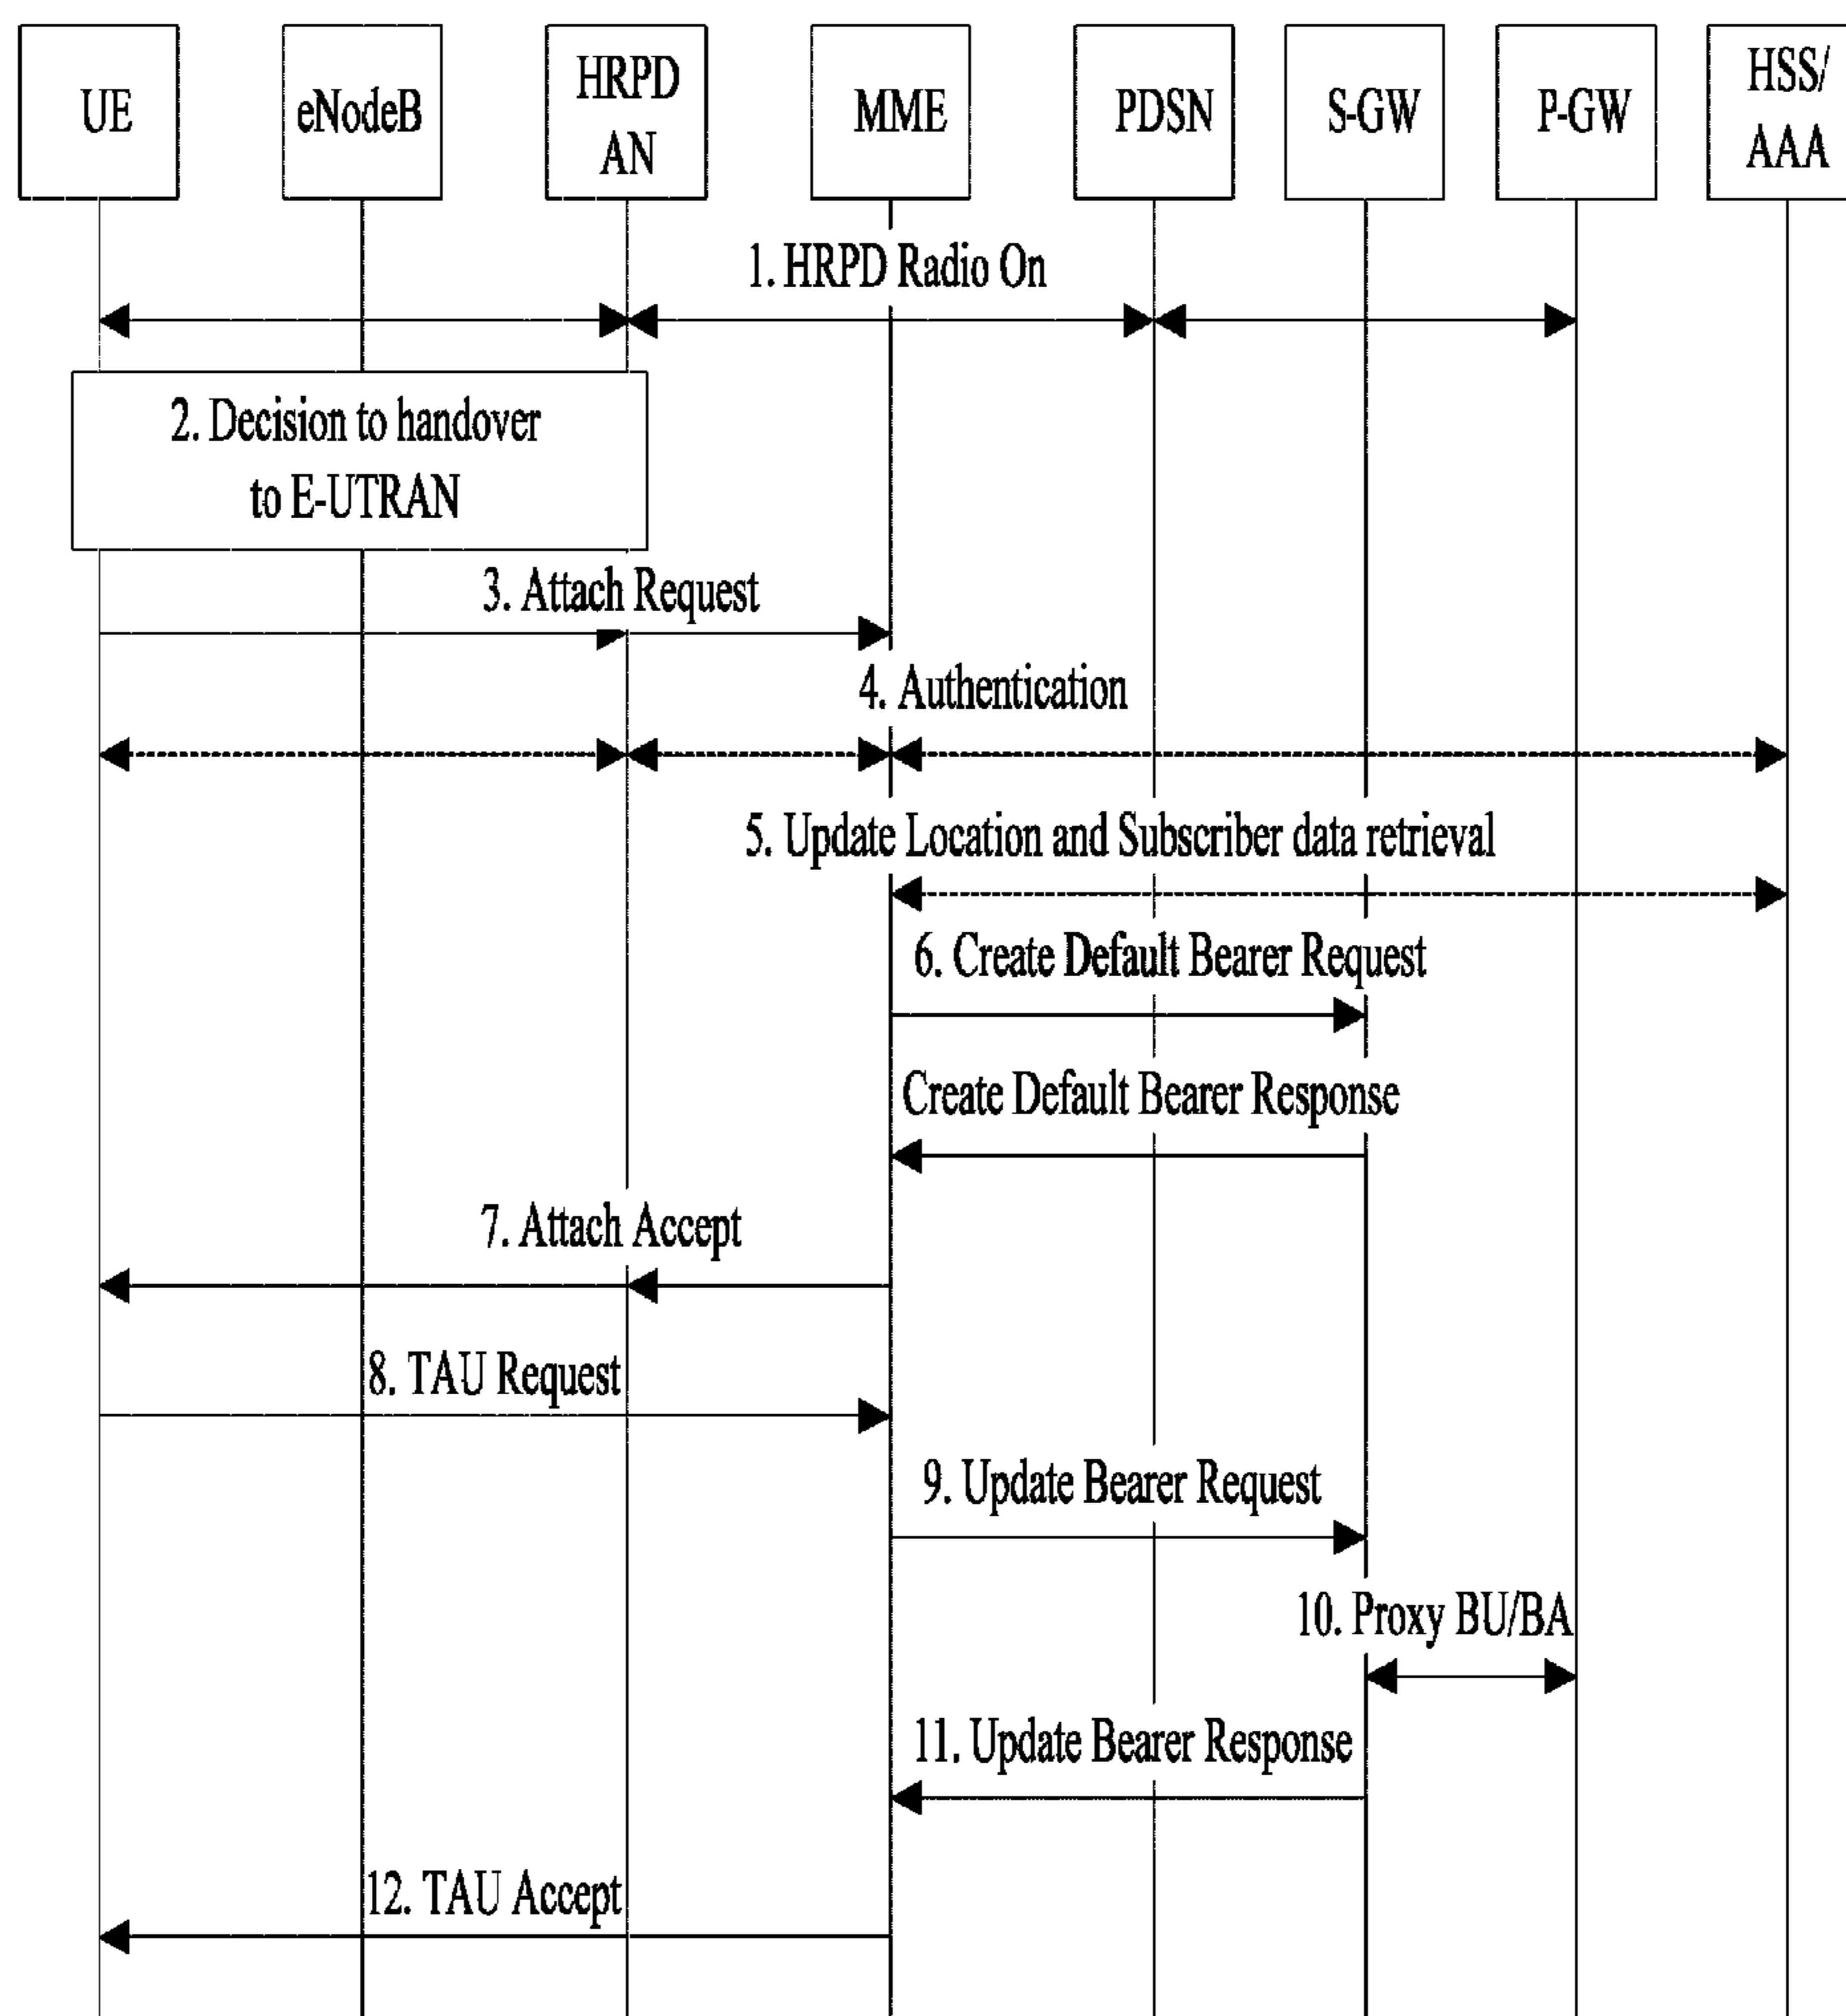 UE
eNodeB
HRPD
AN
MME
PDSN
S-GW
P-GW
HSS/
AAA
1. HRPD Radio On
2. Decision to handover
to E-UTRAN
3. Attach Request
4. Authentication
5. Update Location and Subscriber data retrieval
6. Create Default Bearer Request
Create Default Bearer Response
7. Attach Accept
8. TAU Request
9. Update Bearer Request
10. Proxy BU/BA
11. Update Bearer Response
12. TAU Accept